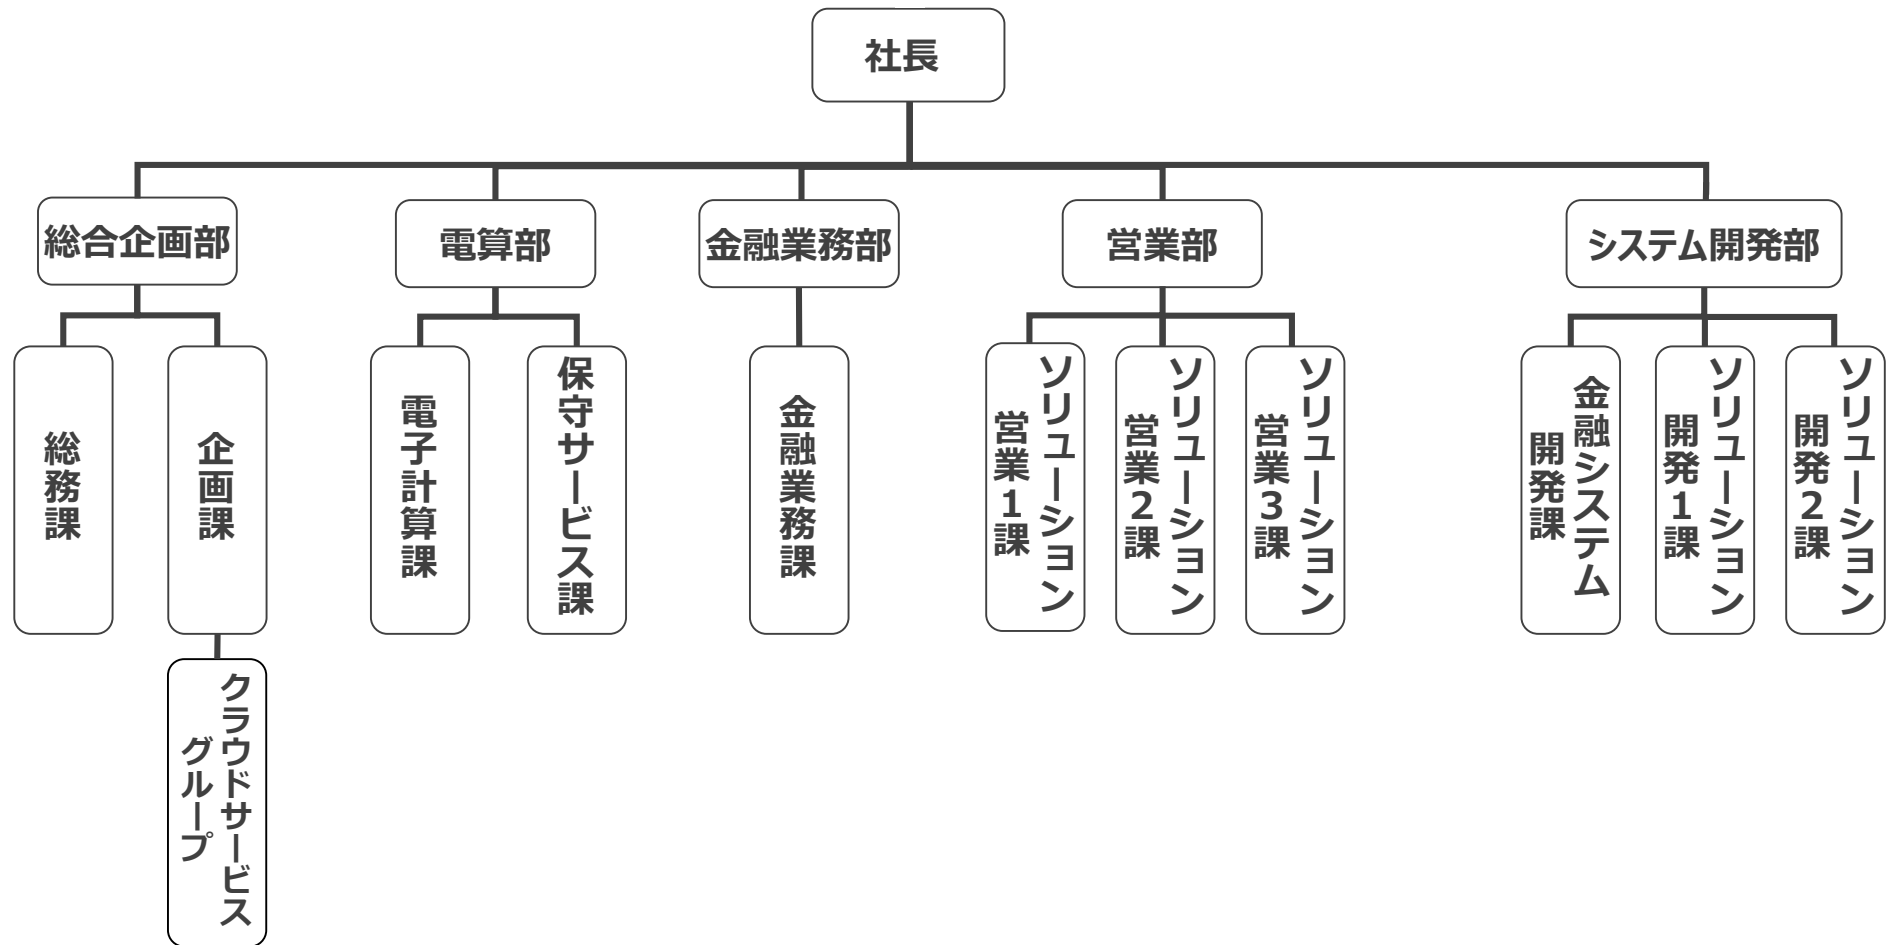 社長
総合企画部
電算部
金融業務部
営業部
システム開発部
総務課
企画課
電子計算課
保守サービス課
金融業務課
ソリューション
営業1課
ソリューション
営業2課
ソリューション
営業3課
金融システム
開発課
ソリューション
開発1課
ソリューション
開発2課
クラウドサービス
グループ